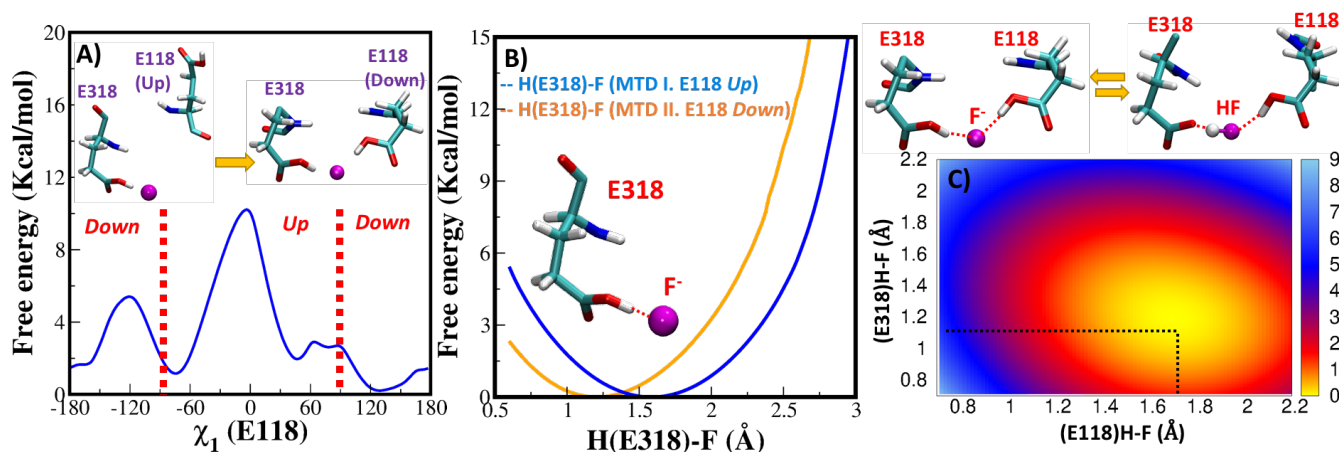 A)
E318
E118
(Up)
E318
E118
(Down)
Down
Up
Down
Free energy (Kcal/mol)
20
16
12
8
4
0
-180
-120
-60
0
60
120
180
χ1 (E118)
B)
-- H(E318)-F (MTD I. E118 Up)
-- H(E318)-F (MTD II. E118 Down)
E318
F-
Free energy (Kcal/mol)
15
12
9
6
3
0
0.5
1
1.5
2
2.5
3
H(E318)-F (Å)
E318
E118
F-
E318
E118
HF
C)
(E318)H-F (Å)
2.2
2
1.8
1.6
1.4
1.2
1
0.8
0.8
1
1.2
1.4
1.6
1.8
2
2.2
(E118)H-F (Å)
9
8
7
6
5
4
3
2
1
0